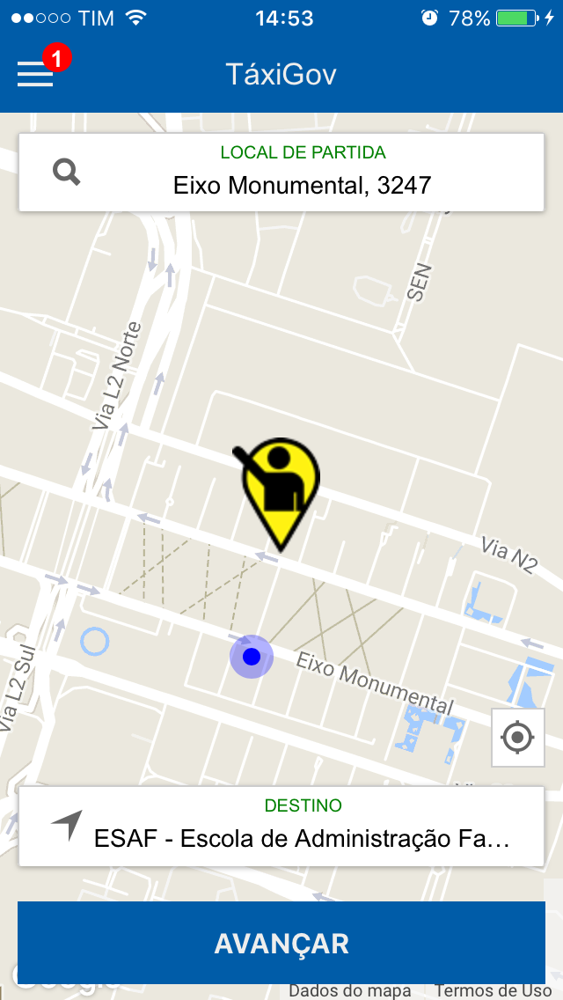 TIM 14:53 78%
1
TáxiGov
LOCAL DE PARTIDA
Eixo Monumental, 3247
SEN
Via L2 Norte
Via N2
Via L2 Sul
Eixo Monumental
DESTINO
ESAF - Escola de Administração Fa...
AVANÇAR
Google
Dados do mapa
Termos de Uso